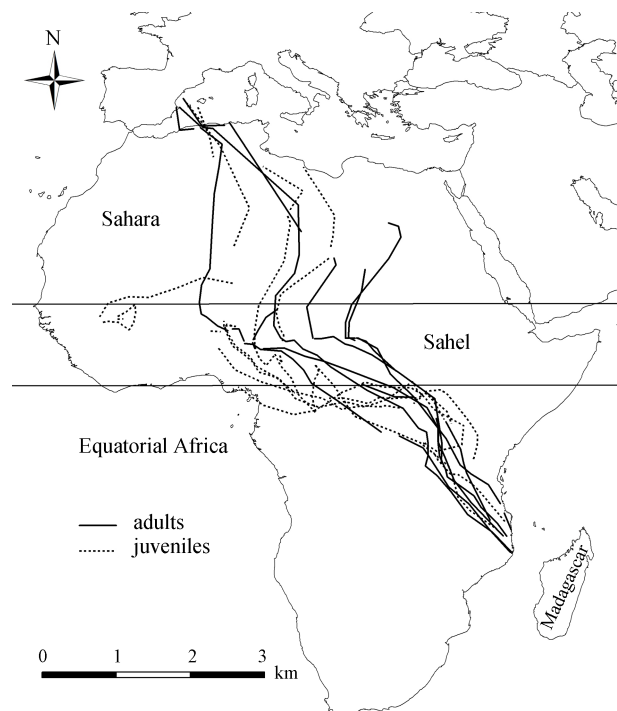 N
Sahara
Sahel
Equatorial Africa
adults
juveniles
Madagascar
0 1 2 3
km